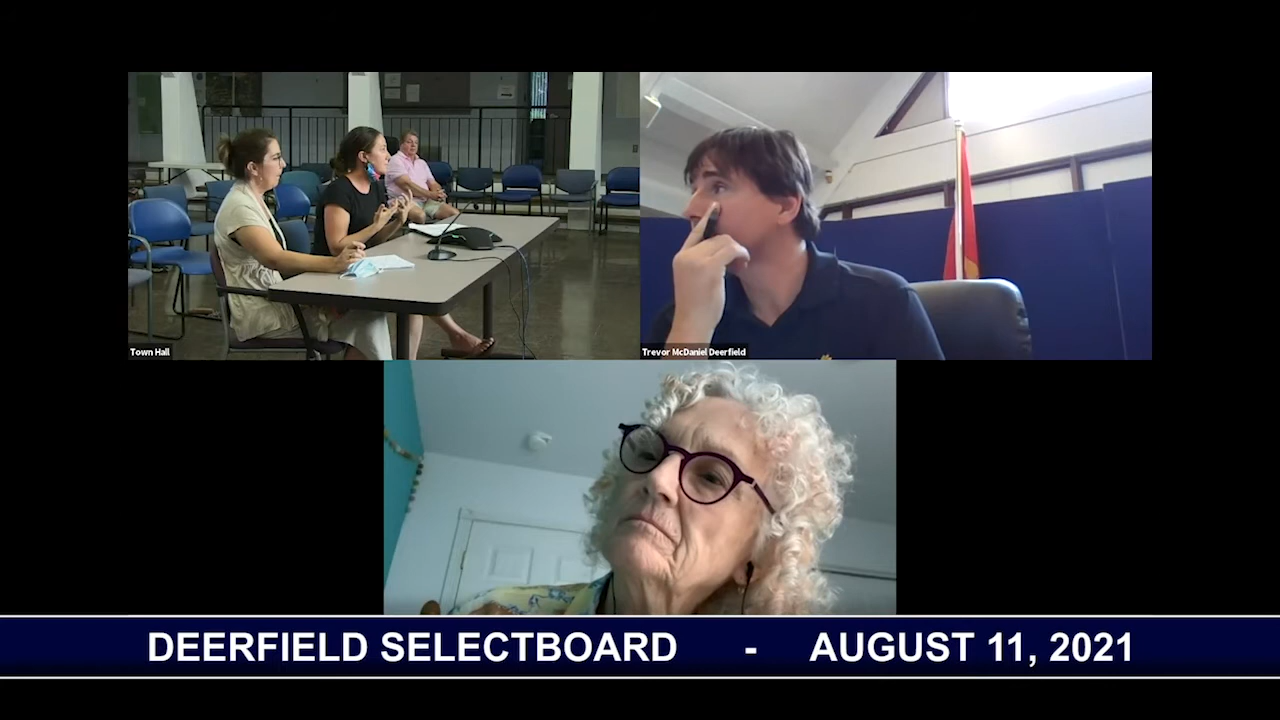 Town Hall
Trevor McDaniel Deerfield
DEERFIELD SELECTBOARD - AUGUST 11, 2021